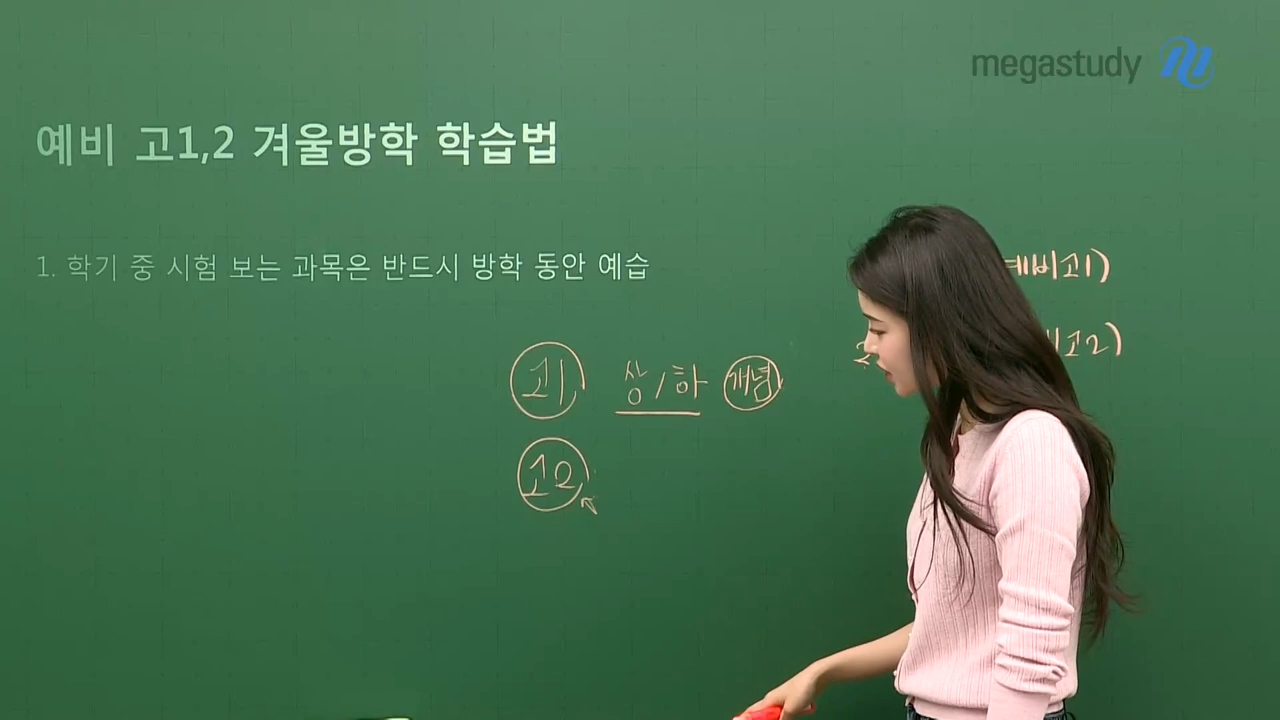 megastudy
예비 고1,2 겨울방학 학습법
1. 학기 중 시험 보는 과목은 반드시 방학 동안 예습
예비고1)
고1 상/하 개념
고2)
고2